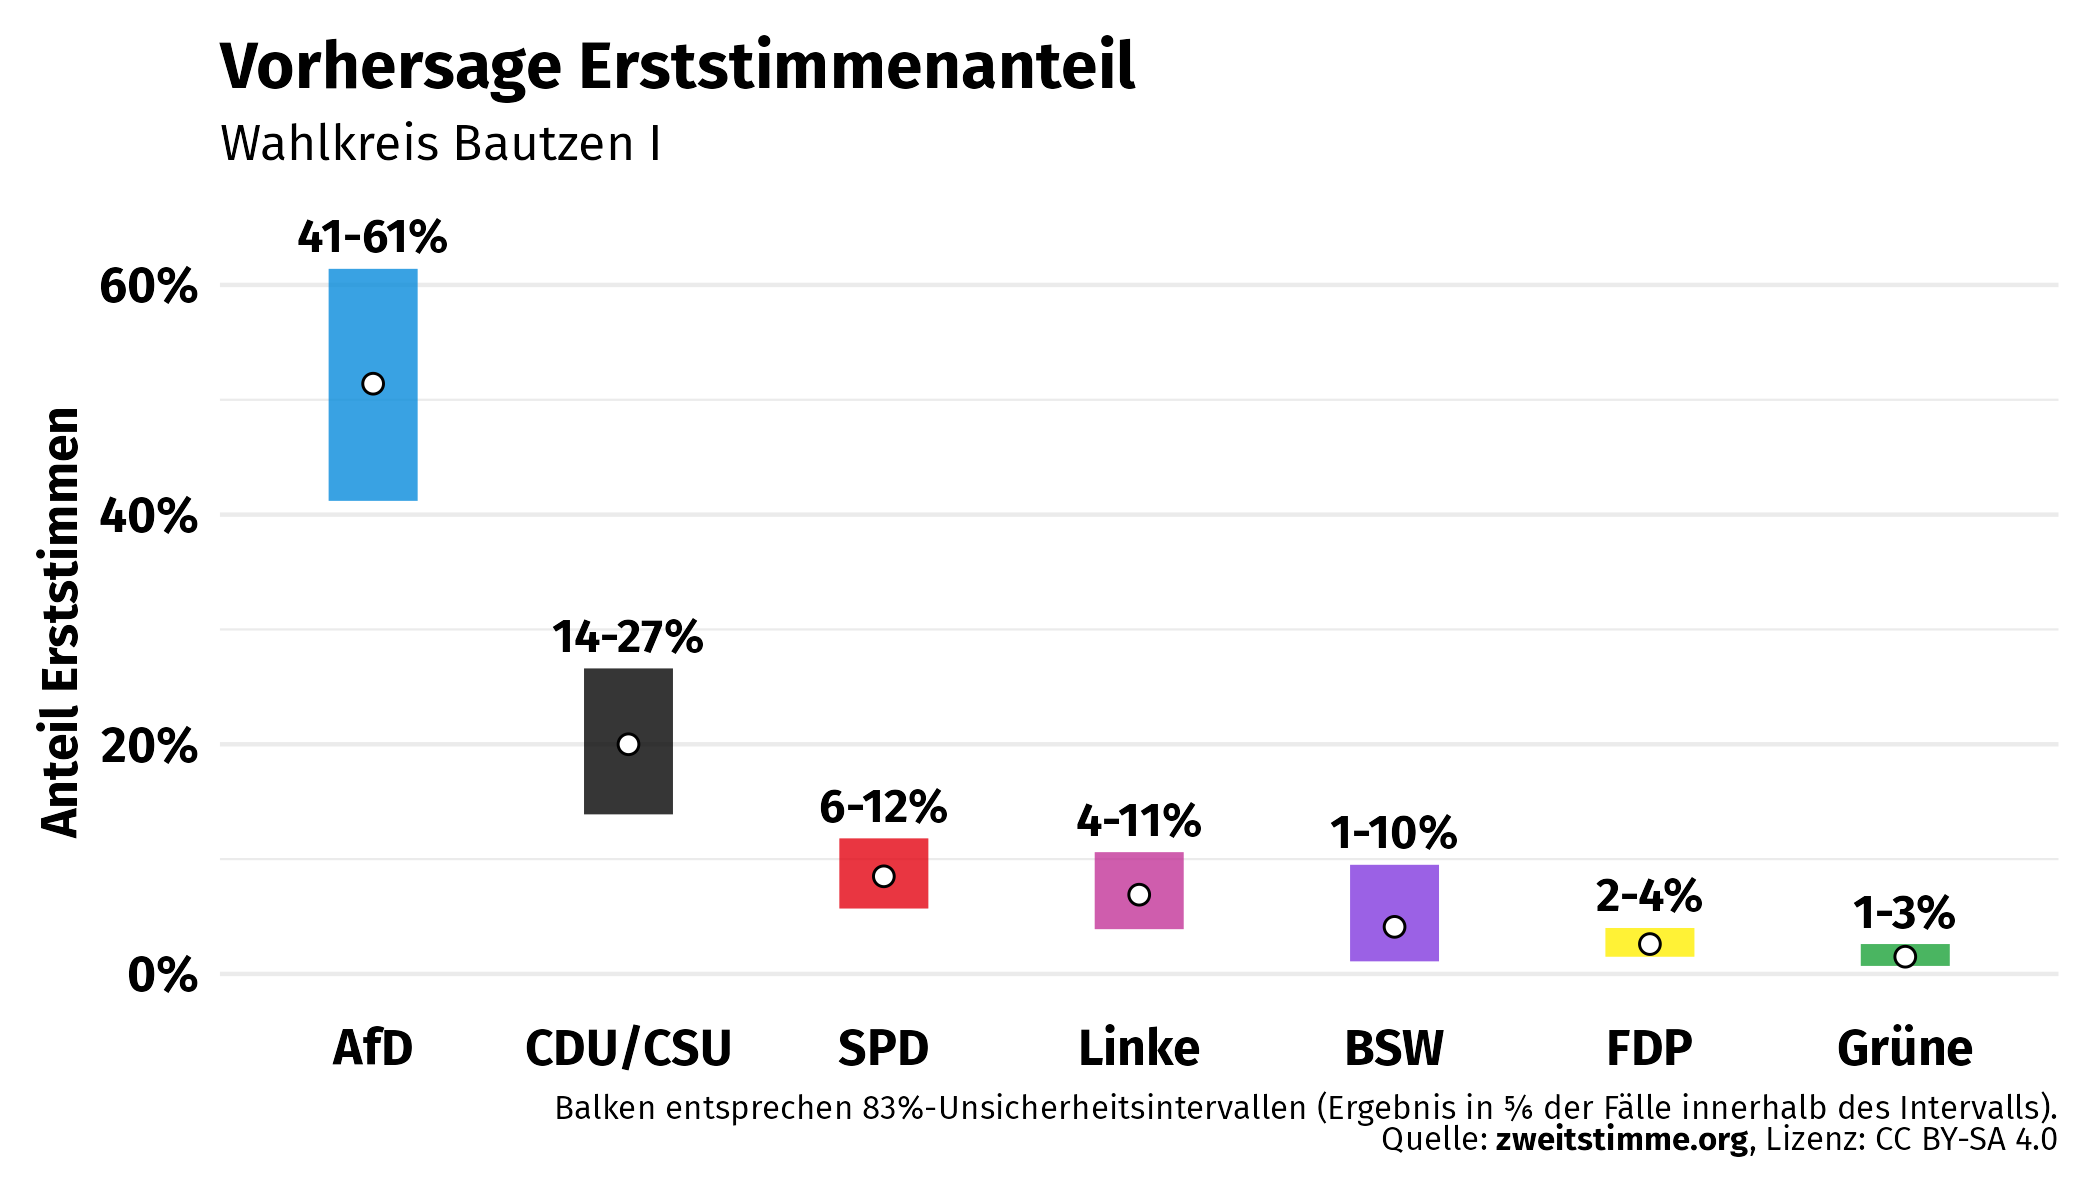 Vorhersage Erststimmenanteil
Wahlkreis Bautzen I
Anteil Erststimmen
60%
40%
20%
0%
41-61%
14-27%
6-12%
4-11%
1-10%
2-4%
1-3%
AfD
CDU/CSU
SPD
Linke
BSW
FDP
Grüne
Balken entsprechen 83%-Unsicherheitsintervallen (Ergebnis in ⅚ der Fälle innerhalb des Intervalls).
Quelle: zweitstimme.org, Lizenz: CC BY-SA 4.0